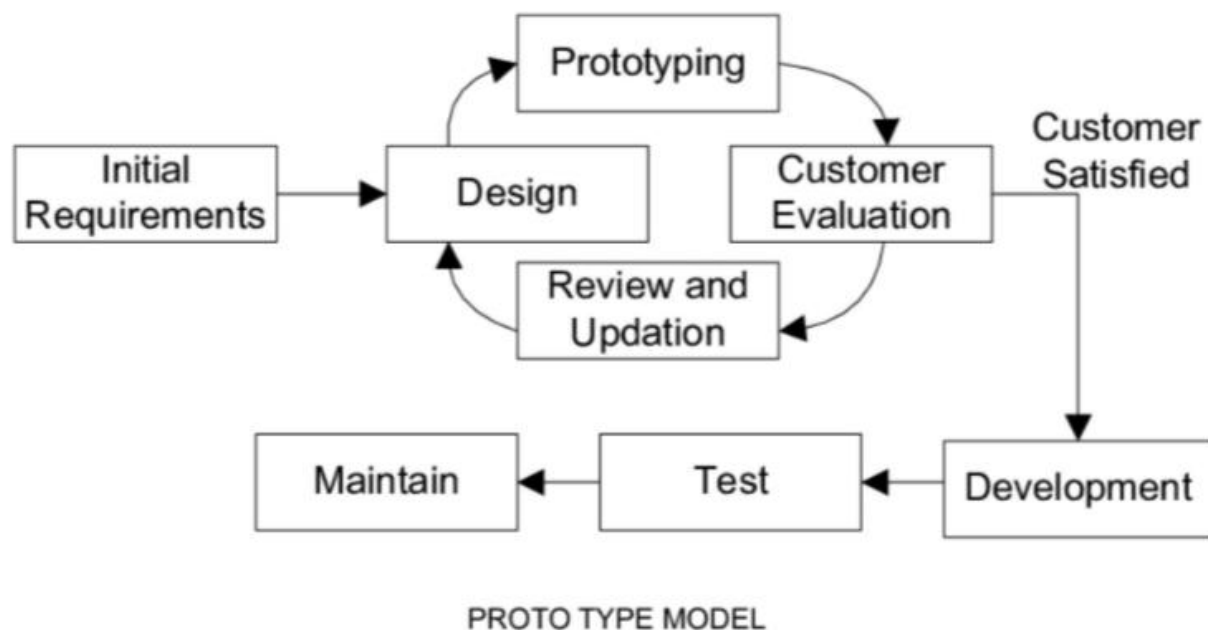 Prototyping
Customer
Satisfied
Initial
Requirements
Design
Customer
Evaluation
Review and
Updation
Maintain
Test
Development
PROTO TYPE MODEL